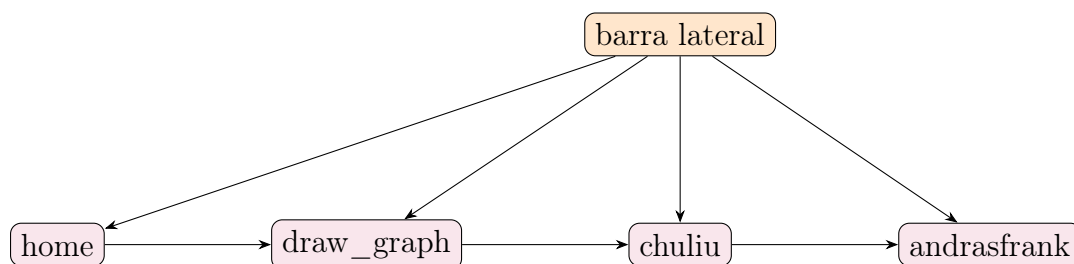 barra lateral
home
draw_graph
chuliu
andrasfrank